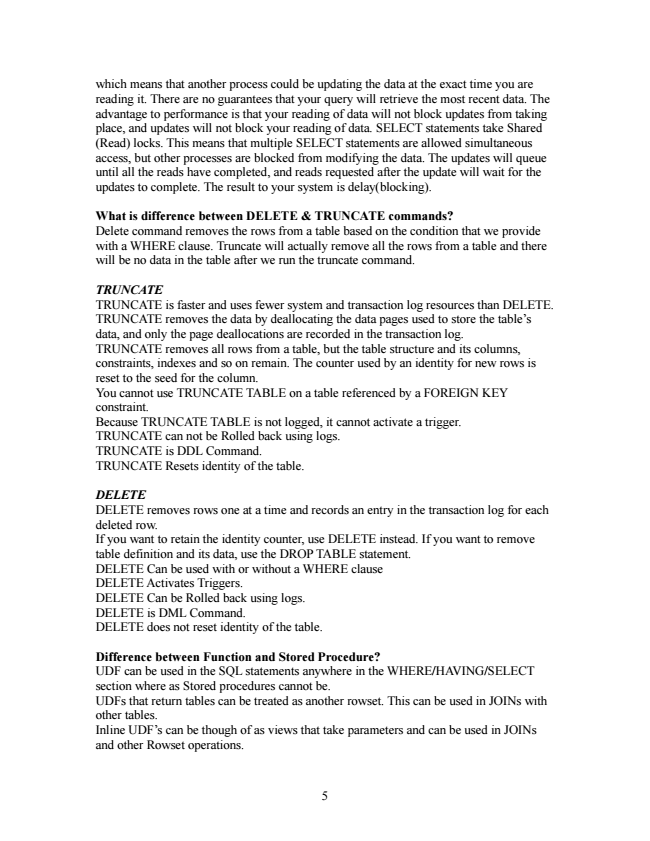 which means that another process could be updating the data at the exact time you are
reading it. There are no guarantees that your query will retrieve the most recent data. The
advantage to performance is that your reading of data will not block updates from taking
place, and updates will not block your reading of data. SELECT statements take Shared
(Read) locks. This means that multiple SELECT statements are allowed simultaneous
access, but other processes are blocked from modifying the data. The updates will queue
until all the reads have completed, and reads requested after the update will wait for the
updates to complete. The result to your system is delay(blocking).
What is difference between DELETE & TRUNCATE commands?
Delete command removes the rows from a table based on the condition that we provide
with a WHERE clause. Truncate will actually remove all the rows from a table and there
will be no data in the table after we run the truncate command.
TRUNCATE
TRUNCATE is faster and uses fewer system and transaction log resources than DELETE.
TRUNCATE removes the data by deallocating the data pages used to store the table’s
data, and only the page deallocations are recorded in the transaction log.
TRUNCATE removes all rows from a table, but the table structure and its columns,
constraints, indexes and so on remain. The counter used by an identity for new rows is
reset to the seed for the column.
You cannot use TRUNCATE TABLE on a table referenced by a FOREIGN KEY
constraint.
Because TRUNCATE TABLE is not logged, it cannot activate a trigger.
TRUNCATE can not be Rolled back using logs.
TRUNCATE is DDL Command.
TRUNCATE Resets identity of the table.
DELETE
DELETE removes rows one at a time and records an entry in the transaction log for each
deleted row.
If you want to retain the identity counter, use DELETE instead. If you want to remove
table definition and its data, use the DROP TABLE statement.
DELETE Can be used with or without a WHERE clause
DELETE Activates Triggers.
DELETE Can be Rolled back using logs.
DELETE is DML Command.
DELETE does not reset identity of the table.
Difference between Function and Stored Procedure?
UDF can be used in the SQL statements anywhere in the WHERE/HAVING/SELECT
section where as Stored procedures cannot be.
UDFs that return tables can be treated as another rowset. This can be used in JOINs with
other tables.
Inline UDF’s can be though of as views that take parameters and can be used in JOINs
and other Rowset operations.
5